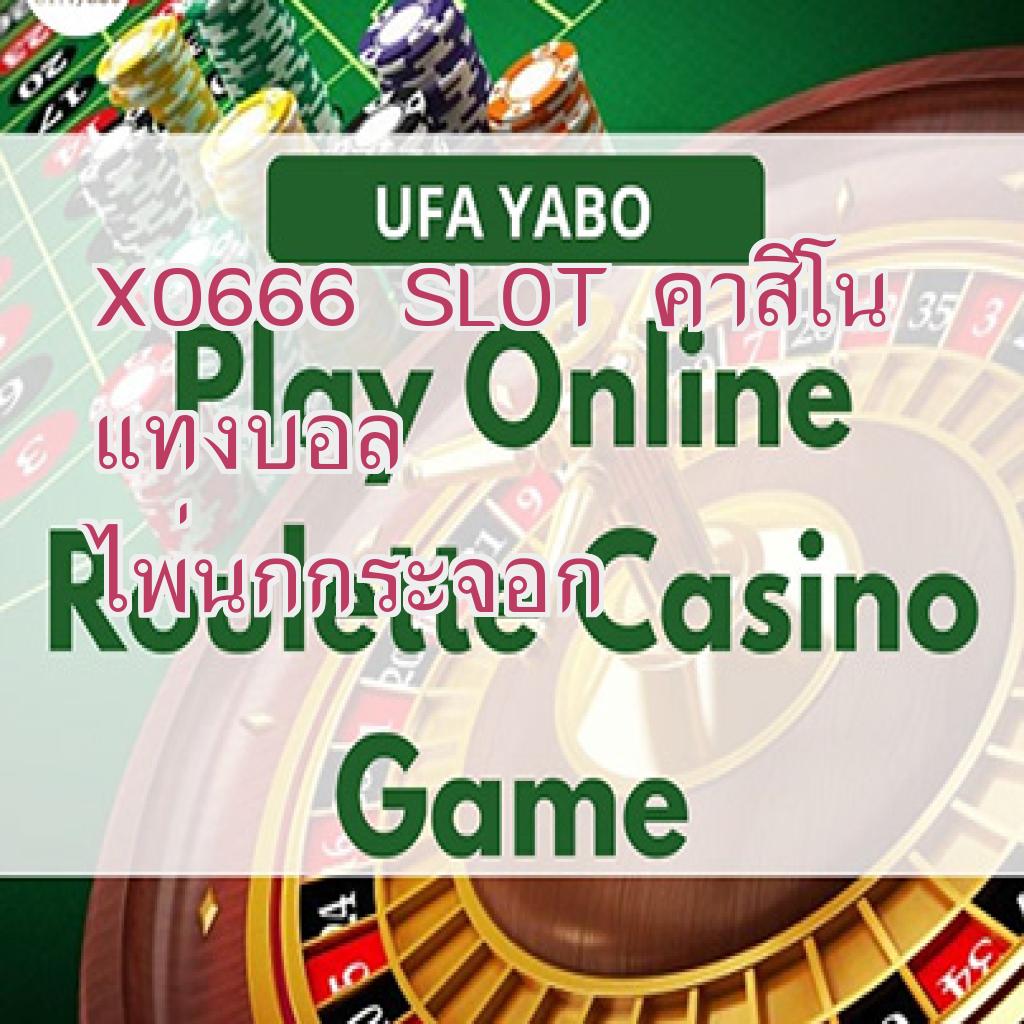 UFA YABO
XO666 SLOT คาสิโน
Play Online
แทงบอล
Roulette Casino
ไพ่นกกระจอก
Game